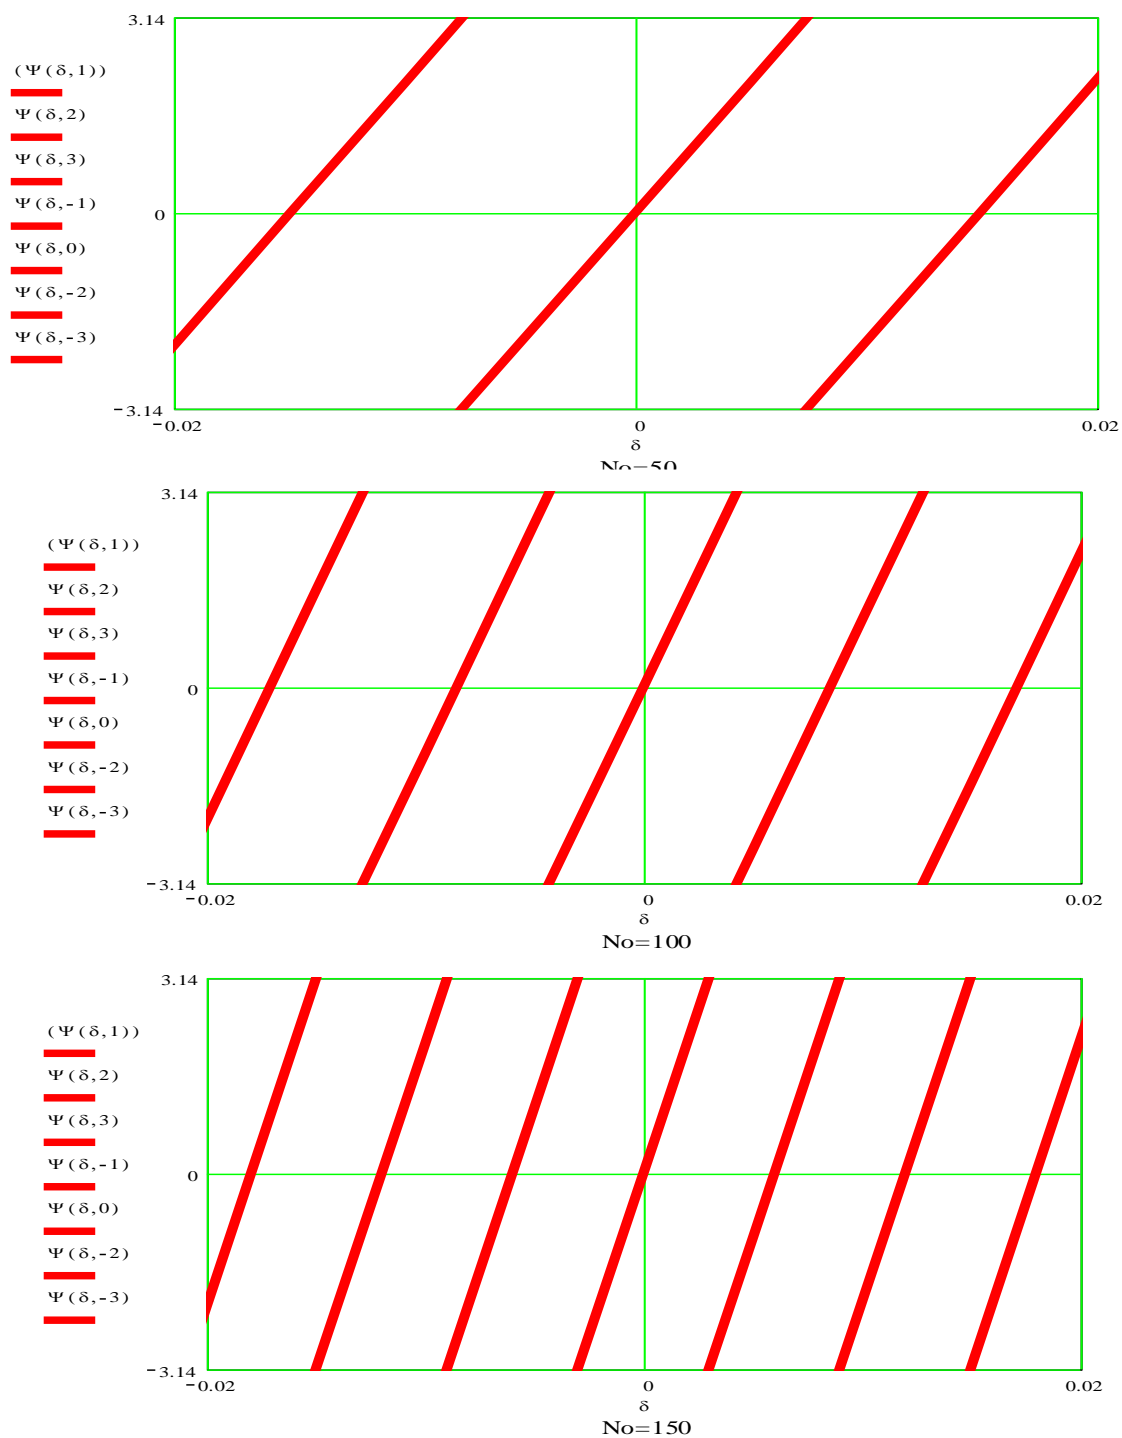 3.14
(Ψ(δ,1))
Ψ(δ,2)
Ψ(δ,3)
Ψ(δ,-1)
Ψ(δ,0)
Ψ(δ,-2)
Ψ(δ,-3)
0
-3.14
-0.02 0 0.02
δ
No=50
3.14
(Ψ(δ,1))
Ψ(δ,2)
Ψ(δ,3)
Ψ(δ,-1)
0
Ψ(δ,0)
Ψ(δ,-2)
Ψ(δ,-3)
-3.14
-0.02 0 0.02
δ
No=100
3.14
(Ψ(δ,1))
Ψ(δ,2)
Ψ(δ,3)
Ψ(δ,-1)
0
Ψ(δ,0)
Ψ(δ,-2)
Ψ(δ,-3)
-3.14
-0.02 0 0.02
δ
No=150